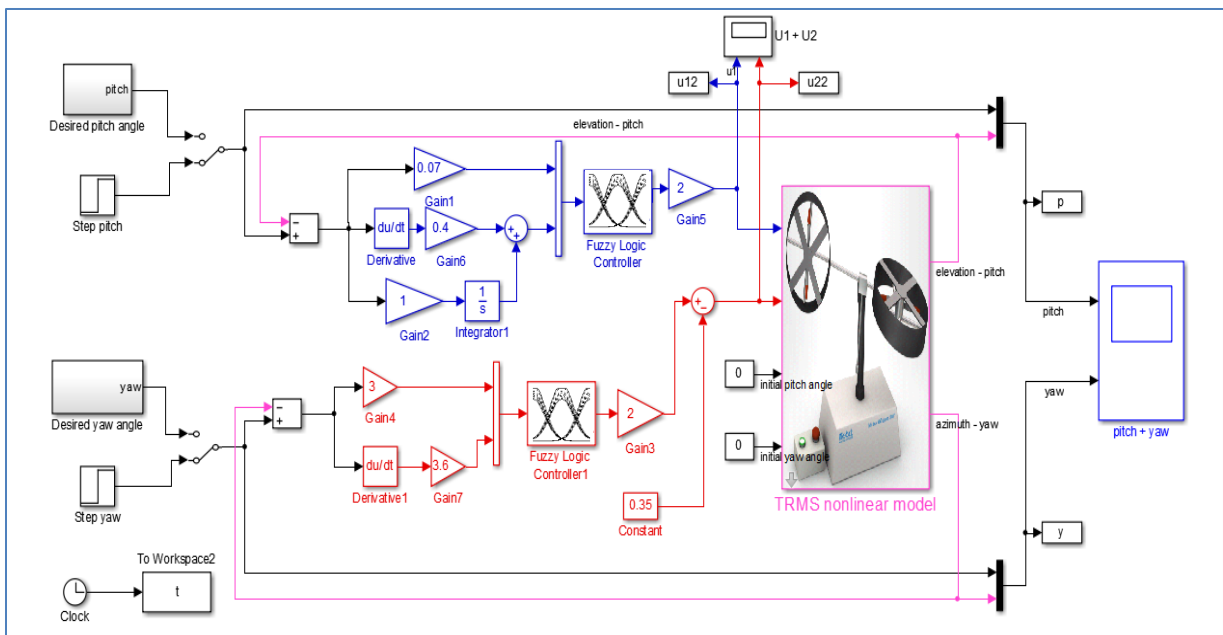 U1 + U2
u1
u12
u22
pitch
Desired pitch angle
elevation - pitch
Step pitch
−
+
0.07
Gain1
du/dt
Derivative
0.4
Gain6
+
+
1
Gain2
1
s
Integrator1
Fuzzy Logic
Controller
2
Gain5
elevation - pitch
p
pitch
yaw
Desired yaw angle
−
+
3
Gain4
du/dt
Derivative1
3.6
Gain7
Fuzzy Logic
Controller1
2
Gain3
+
−
0.35
Constant
0
initial pitch angle
0
initial yaw angle
azimuth - yaw
TRMS nonlinear model
yaw
pitch + yaw
Step yaw
y
To Workspace2
t
Clock